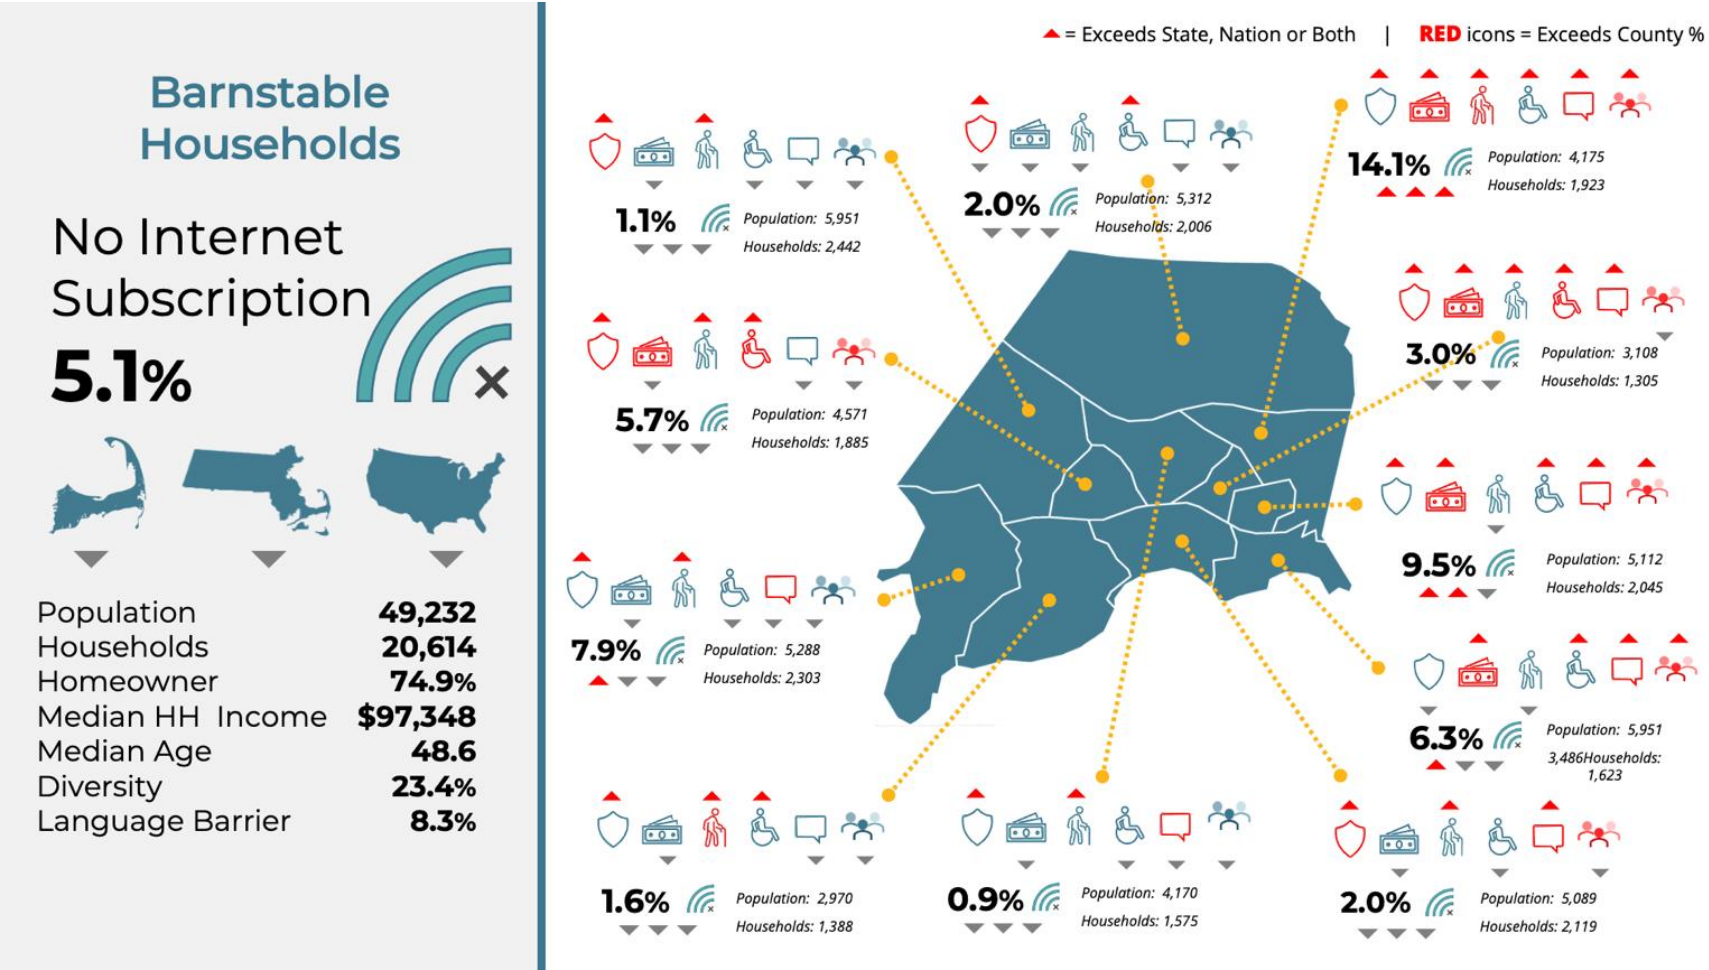 Barnstable
Households
No Internet
Subscription
5.1%
Population 49,232
Households 20,614
Homeowner 74.9%
Median HH Income $97,348
Median Age 48.6
Diversity 23.4%
Language Barrier 8.3%
= Exceeds State, Nation or Both | RED icons = Exceeds County %
1.1%
Population: 5,951
Households: 2,442
2.0%
Population: 5,312
Households: 2,006
14.1%
Population: 4,175
Households: 1,923
5.7%
Population: 4,571
Households: 1,885
3.0%
Population: 3,108
Households: 1,305
9.5%
Population: 5,112
Households: 2,045
7.9%
Population: 5,288
Households: 2,303
6.3%
Population: 5,951
3,486Households:
1,623
1.6%
Population: 2,970
Households: 1,388
0.9%
Population: 4,170
Households: 1,575
2.0%
Population: 5,089
Households: 2,119